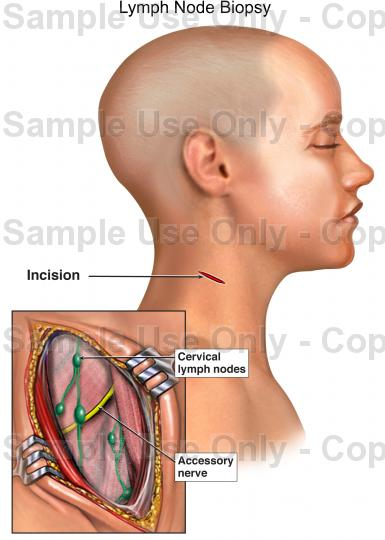 Lymph Node Biopsy
Sample Use Only - Cop
Sample Use Only - Cop
Sample Use Only - Cop
Incision
Sample Use Only - Cop
Cervical
lymph nodes
Sample Use Only - Cop
Accessory
nerve